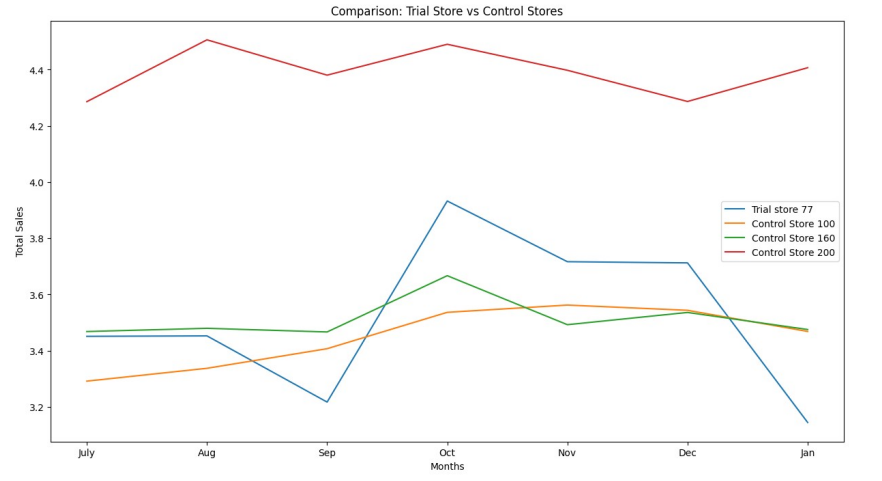 Comparison: Trial Store vs Control Stores
Total Sales
4.4
4.2
4.0
3.8
3.6
3.4
3.2
Trial store 77
Control Store 100
Control Store 160
Control Store 200
July Aug Sep Oct Nov Dec Jan
Months